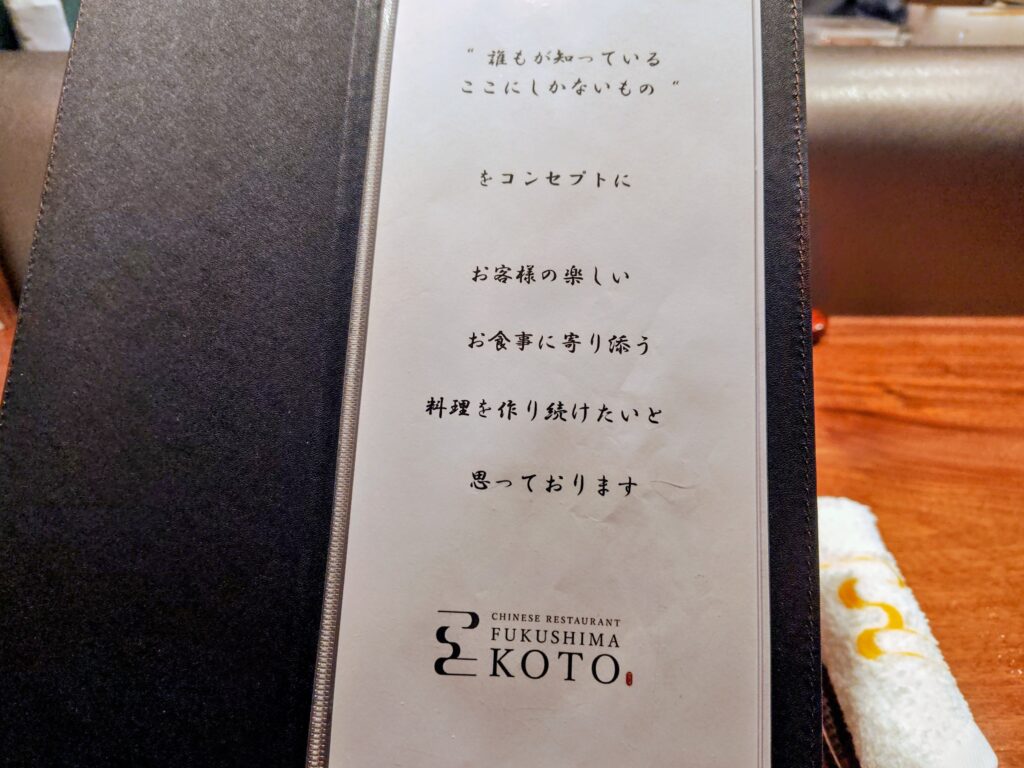 “ 誰もが知っている
ここにしかないもの “
をコンセプトに
お客様の楽しい
お食事に寄り添う
料理を作り続けたいと
思っております
CHINESE RESTAURANT
FUKUSHIMA
KOTO